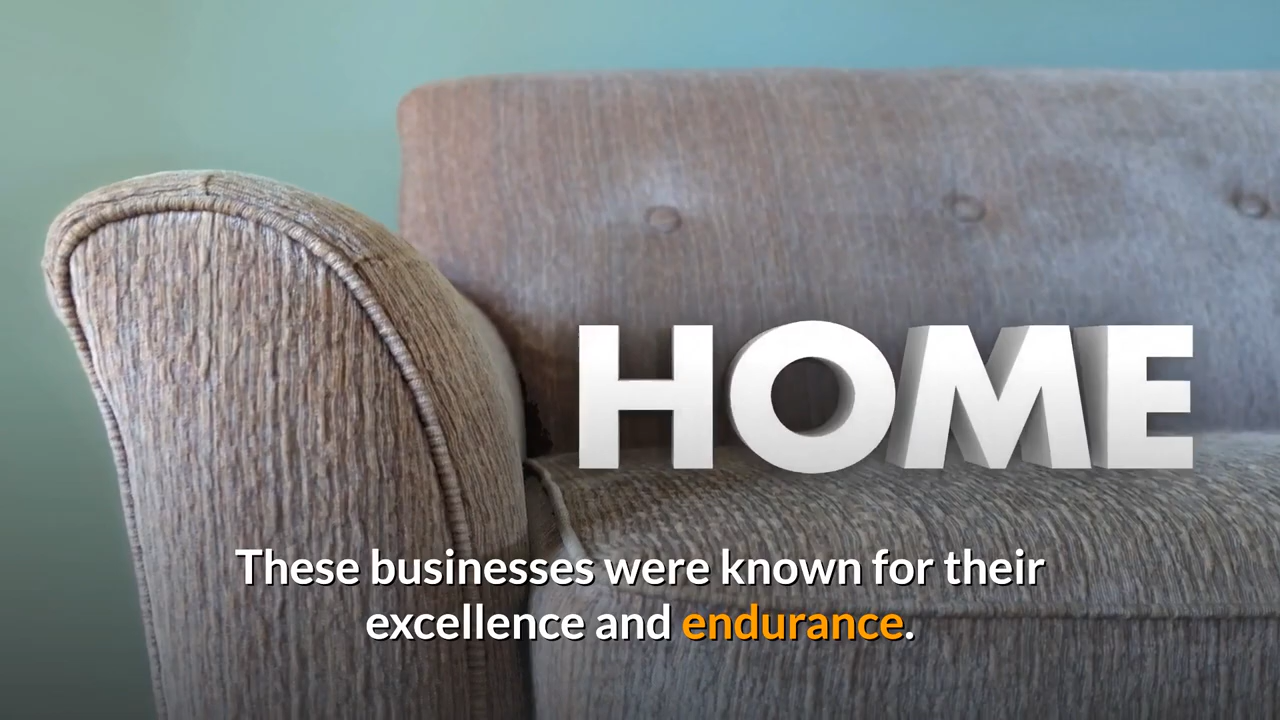 HOME
These businesses were known for their
excellence and endurance.